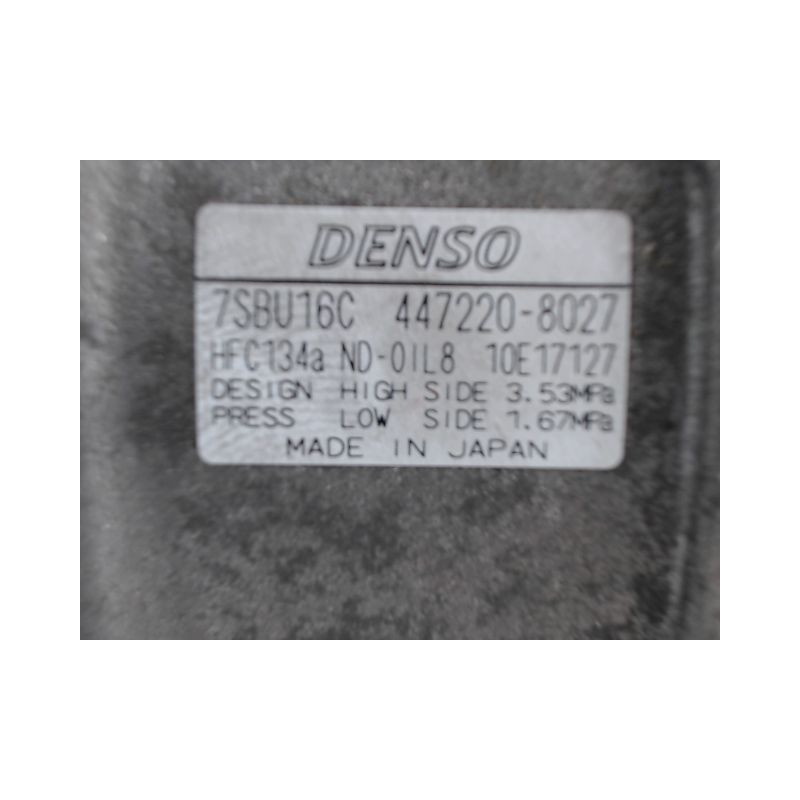 DENSO
7SBU16C 447220-8027
HFC134a ND-OIL8 10E17127
DESIGN HIGH SIDE 3.53MPa
PRESS LOW SIDE 1.67MPa
MADE IN JAPAN